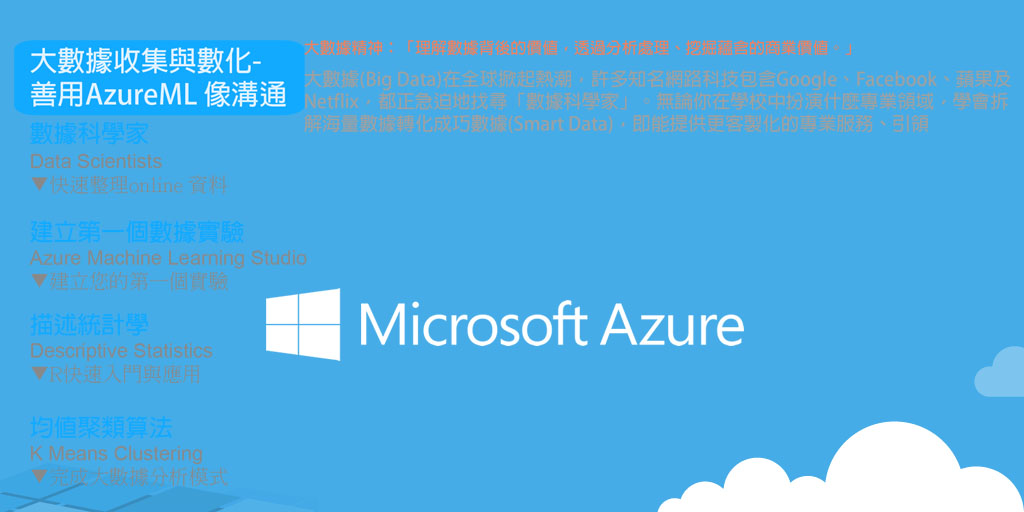 大數據收集與數化-
善用AzureML 像溝通
大數據精神：「理解數據背後的價值，透過分析處理、挖掘蘊含的商業價值。」
大數據(Big Data)在全球掀起熱潮，許多知名網路科技包含Google、Facebook、蘋果及
Netflix，都正急迫地找尋「數據科學家」。無論你在學校中扮演什麼專業領域，學會拆
解海量數據轉化成巧數據(Smart Data)，即能提供更客製化的專業服務、引領
數據科學家
Data Scientists
▼快速整理online 資料
建立第一個數據實驗
Azure Machine Learning Studio
▼建立您的第一個實驗
描述統計學
Descriptive Statistics
▼R快速入門與應用
均值聚類算法
K Means Clustering
▼完成大數據分析模式
Microsoft Azure